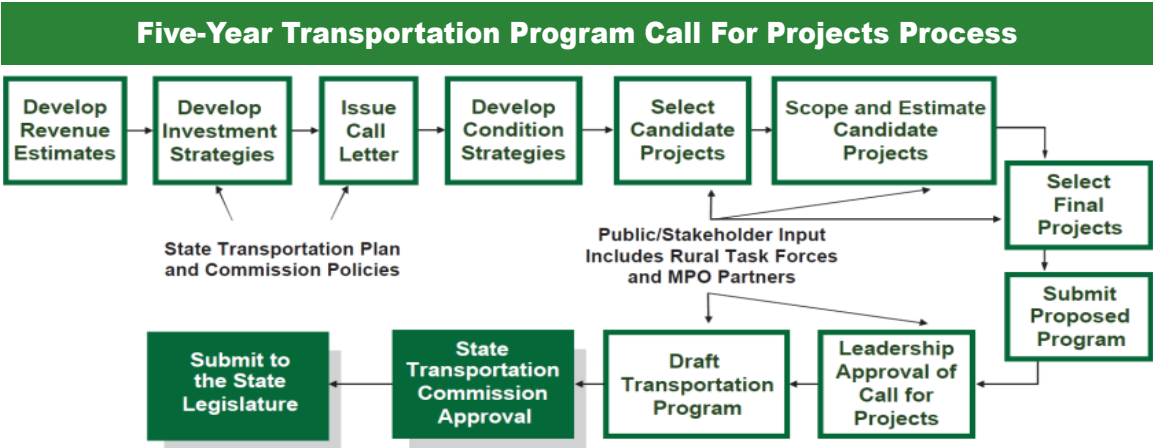 Five-Year Transportation Program Call For Projects Process
Develop
Revenue
Estimates
Develop
Investment
Strategies
Issue
Call
Letter
Develop
Condition
Strategies
Select
Candidate
Projects
Scope and Estimate
Candidate
Projects
Select
Final
Projects
State Transportation Plan
and Commission Policies
Public/Stakeholder Input
Includes Rural Task Forces
and MPO Partners
Submit
Proposed
Program
Leadership
Approval of
Call for
Projects
Draft
Transportation
Program
State
Transportation
Commission
Approval
Submit to
the State
Legislature